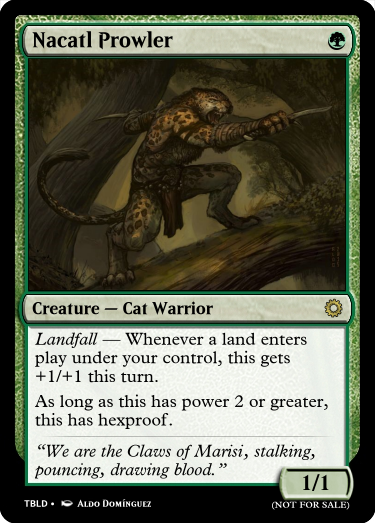 Nacatl Prowler
Creature — Cat Warrior
Landfall — Whenever a land enters
play under your control, this gets
+1/+1 this turn.
As long as this has power 2 or greater,
this has hexproof.
“We are the Claws of Marisi, stalking,
pouncing, drawing blood.”
1/1
TBLD • Aldo Domínguez
(NOT FOR SALE)